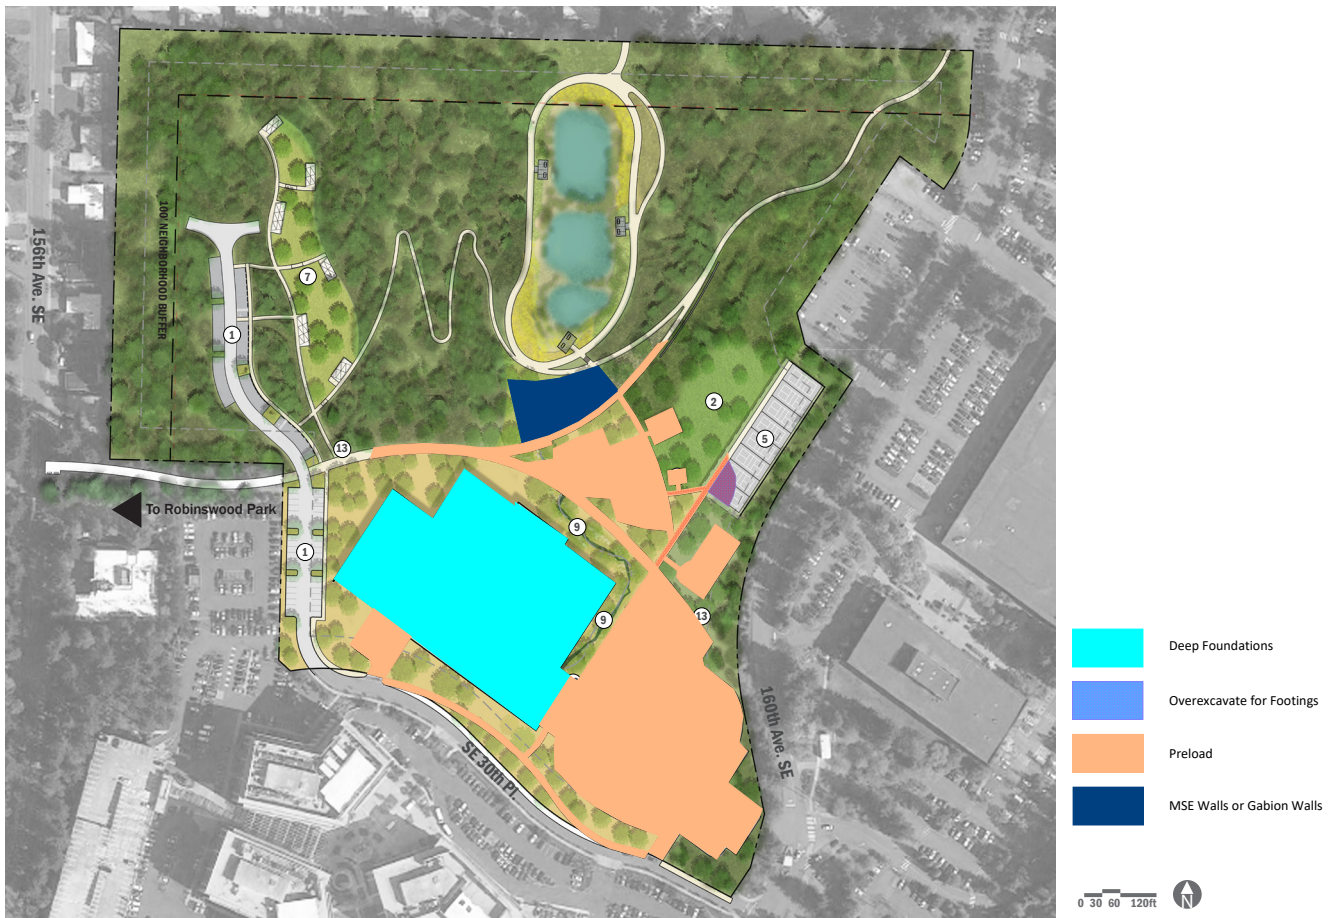 156th Ave. SE
100' NEIGHBORHOOD BUFFER
7
1
2
5
13
To Robinswood Park
9
1
9
13
160th Ave. SE
SE 30th Pl.
Deep Foundations
Overexcavate for Footings
Preload
MSE Walls or Gabion Walls
0 30 60 120ft
N